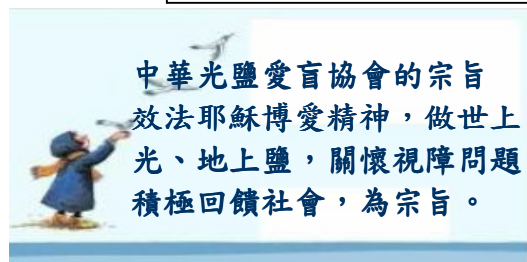 中華光鹽愛盲協會的宗旨
效法耶穌博愛精神，做世上
光、地上鹽，關懷視障問題
積極回饋社會，為宗旨。